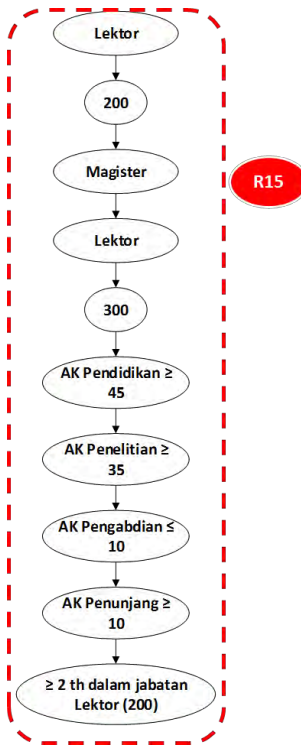 Lektor
200
Magister
R15
Lektor
300
AK Pendidikan ≥
45
AK Penelitian ≥
35
AK Pengabdian ≤
10
AK Penunjang ≥
10
≥ 2 th dalam jabatan
Lektor (200)